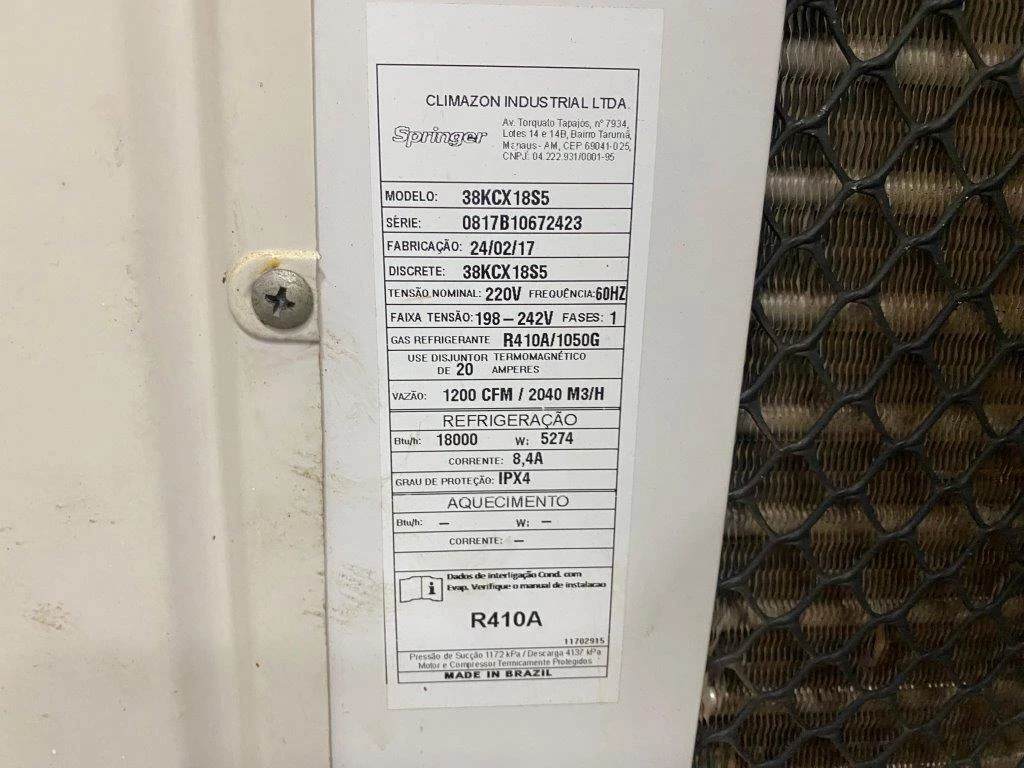 CLIMAZON INDUSTRIAL LTDA.
Springer
Av. Torquato Tapajós, nº 7934,
Lotes 14 e 14B, Bairro Tarumã,
Manaus - AM, CEP 69041-025,
CNPJ: 04.222.931/0001-95
MODELO: 38KCX18S5
SÉRIE: 0817B10672423
FABRICAÇÃO: 24/02/17
DISCRETE: 38KCX18S5
TENSÃO NOMINAL: 220V FREQUÊNCIA: 60HZ
FAIXA TENSÃO: 198 – 242V FASES: 1
GAS REFRIGERANTE R410A/1050G
USE DISJUNTOR TERMOMAGNÉTICO
DE 20 AMPERES
VAZÃO: 1200 CFM / 2040 M3/H
REFRIGERAÇÃO
Btu/h: 18000 W: 5274
CORRENTE: 8,4A
GRAU DE PROTEÇÃO: IPX4
AQUECIMENTO
Btu/h: — W: —
CORRENTE: —
Dados de interligação Cond. com
Evap. Verifique o manual de instalacao
R410A
11702915
Pressão de Sucção 1172 kPa / Descarga 4137 kPa
Motor e Compressor Termicamente Protegidos
MADE IN BRAZIL